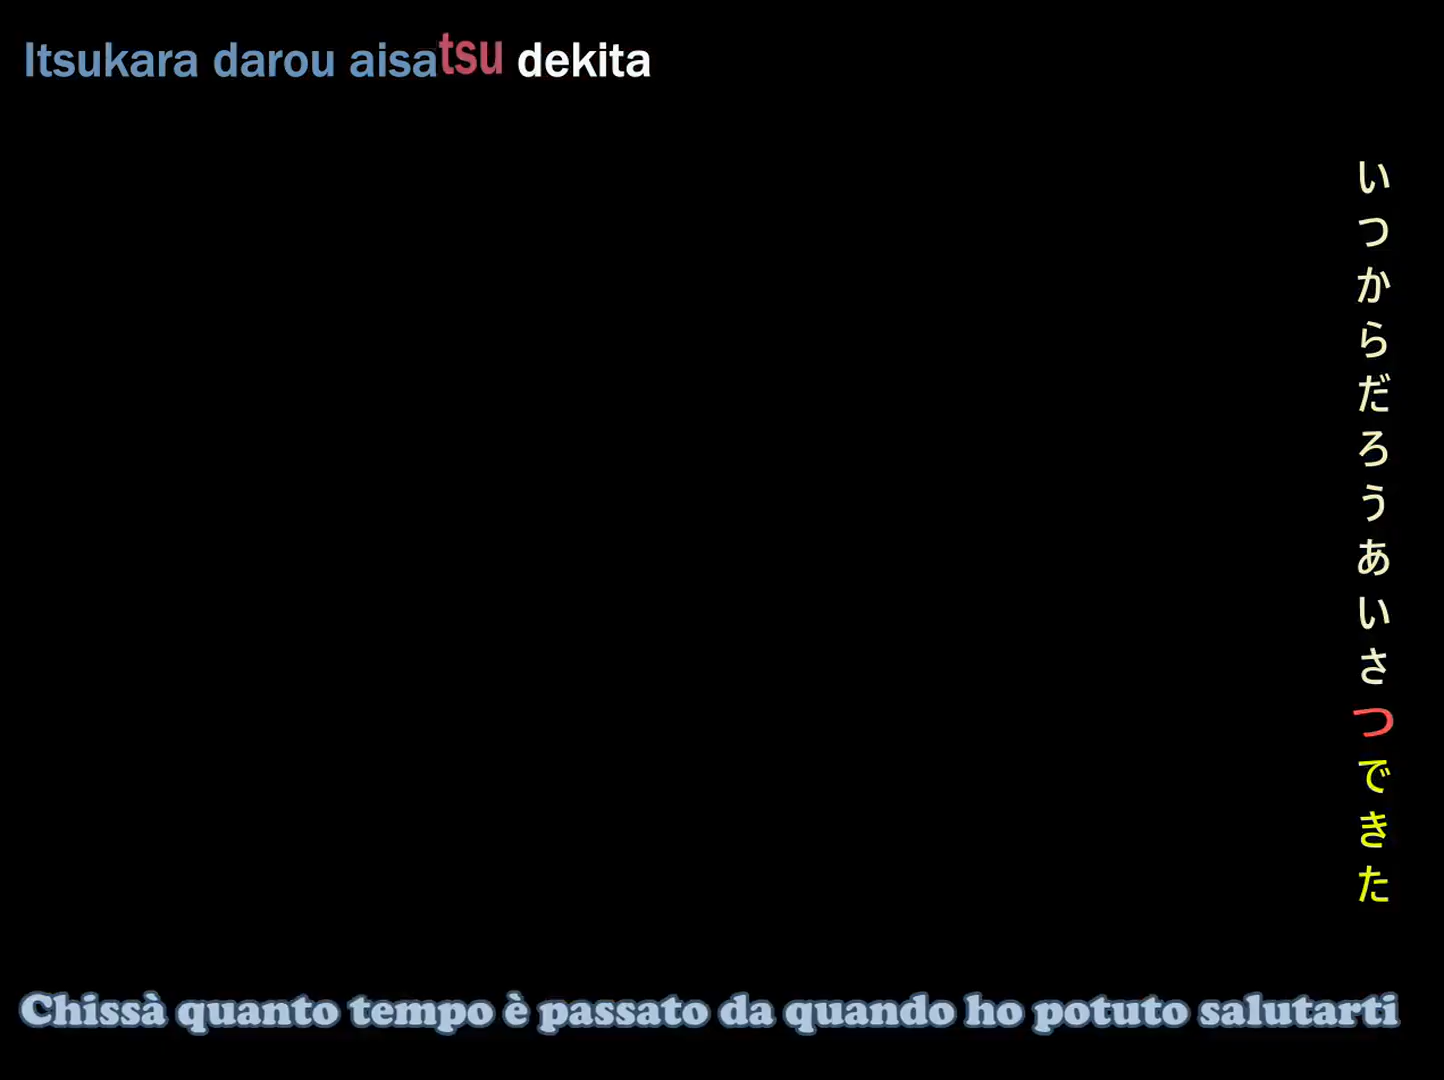 Itsukara darou aisatsu dekita
いつからだろうあいさつできた
Chissà quanto tempo è passato da quando ho potuto salutarti